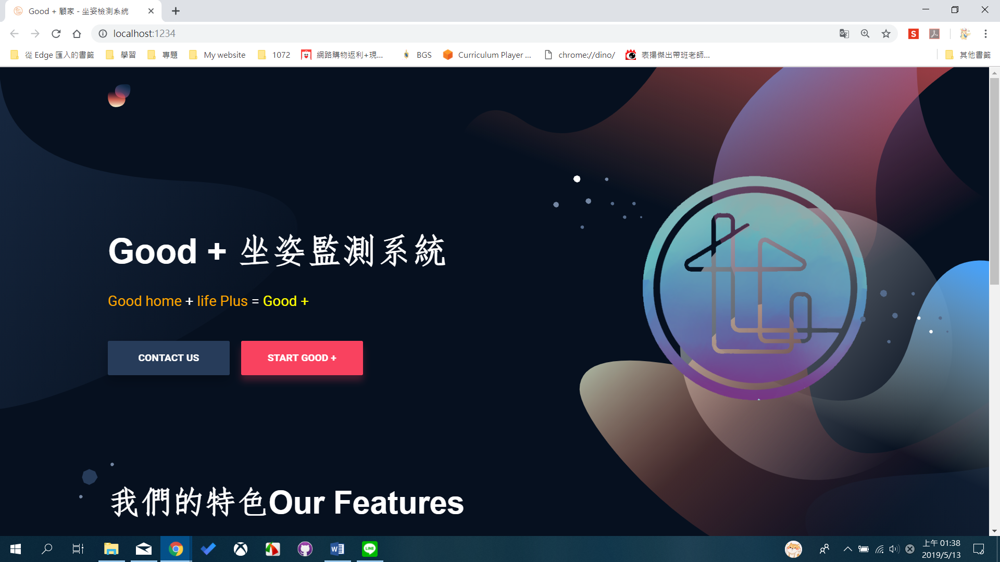 Good + 顧家 - 坐姿檢測系統
localhost:1234
從 Edge 匯入的書籤
學習
專題
My website
1072
網路購物返利+現...
BGS
Curriculum Player ...
chrome://dino/
表揚傑出帶班老師...
其他書籤
Good + 坐姿監測系統
Good home + life Plus = Good +
CONTACT US
START GOOD +
我們的特色Our Features
上午 01:38
2019/5/13